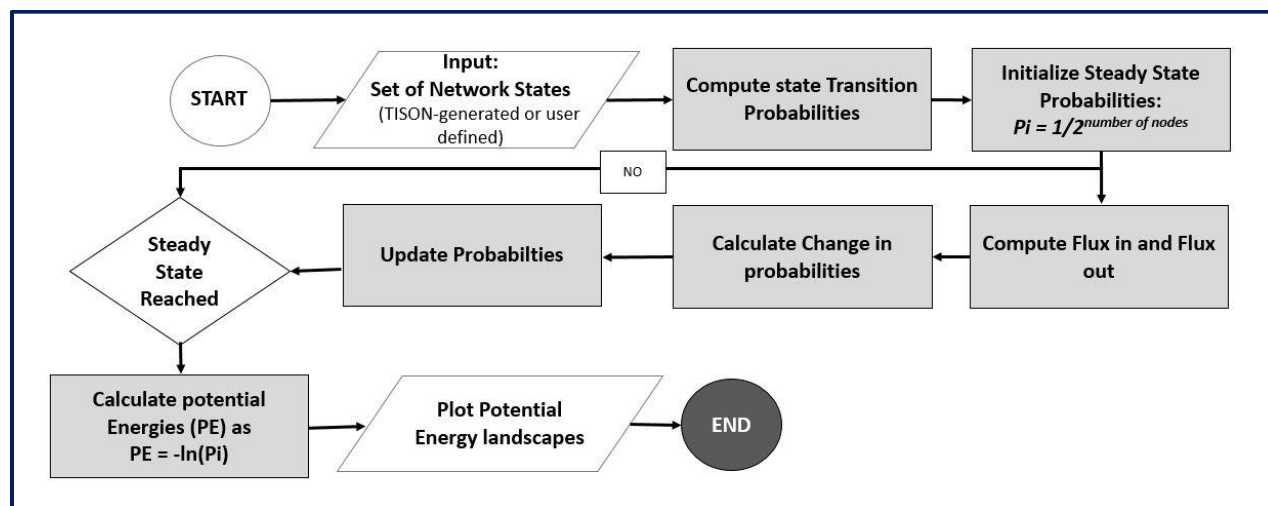 START
Input:
Set of Network States
(TISON-generated or user
defined)
Compute state Transition
Probabilities
Initialize Steady State
Probabilities:
Pi = 1/2^number of nodes
NO
Steady
State
Reached
Update Probabilties
Calculate Change in
probabilities
Compute Flux in and Flux
out
Calculate potential
Energies (PE) as
PE = -ln(Pi)
Plot Potential
Energy landscapes
END